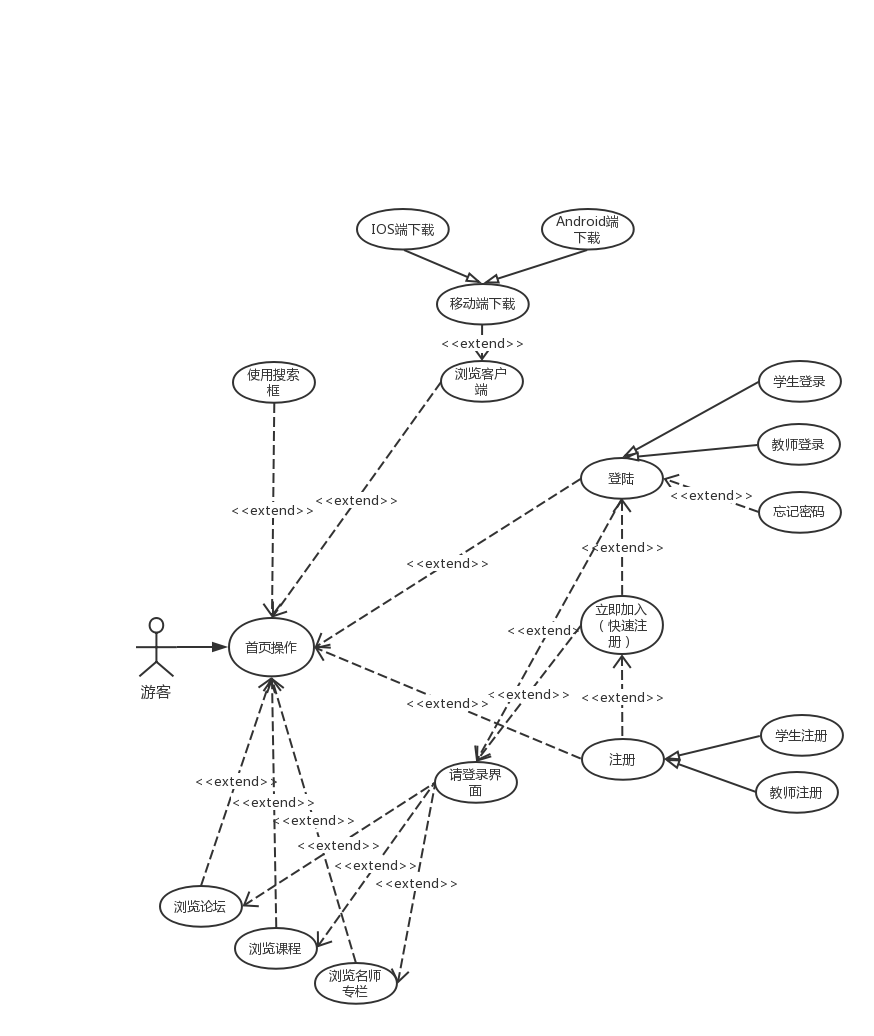 IOS端下载
Android端
下载
移动端下载
<<extend>>
使用搜索
框
浏览客户
端
学生登录
教师登录
登陆
忘记密码
<<extend>>
<<extend>>
<<extend>>
<<extend>>
<<extend>>
立即加入
（快速注
册）
<<extend>>
首页操作
游客
<<extend>>
<<extend>>
<<extend>>
学生注册
注册
教师注册
请登录界
面
<<extend>>
<<extend>>
<<extend>>
<<extend>>
<<extend>>
<<extend>>
浏览论坛
浏览课程
浏览名师
专栏